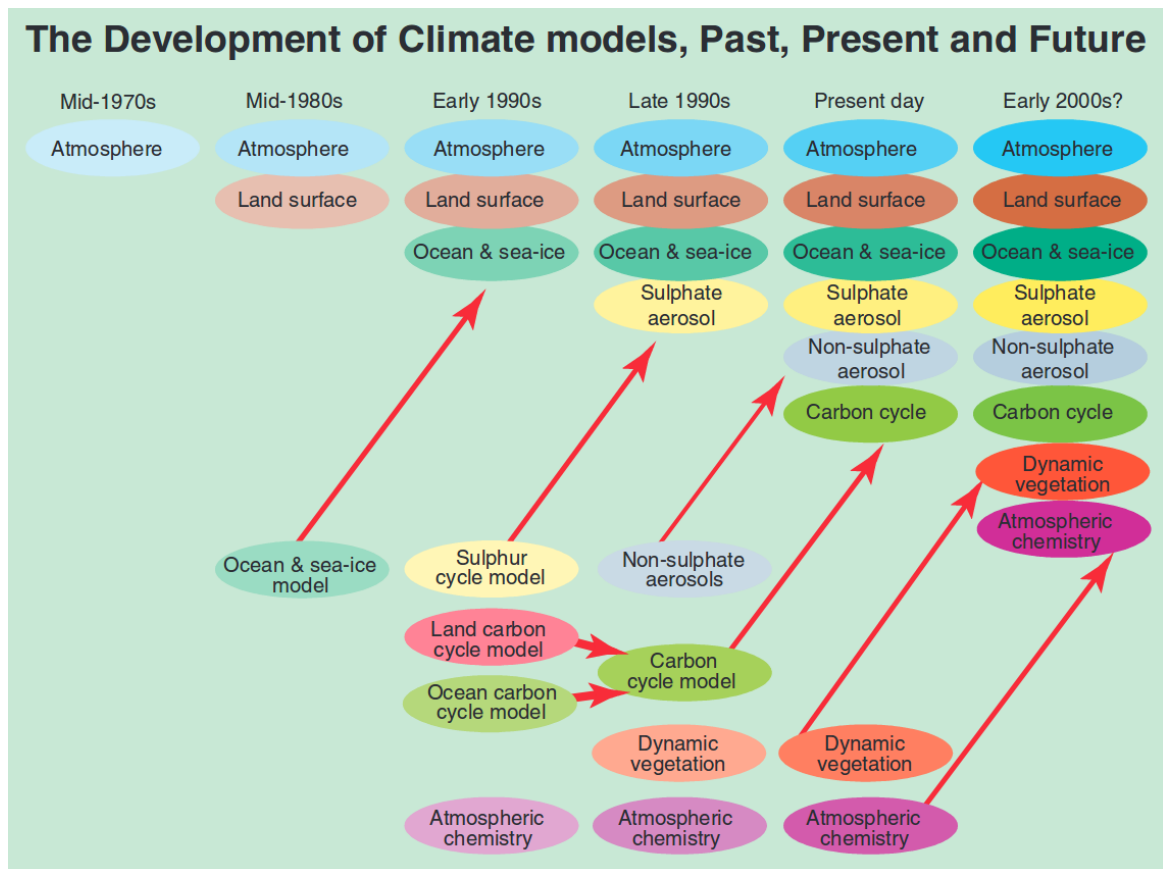 The Development of Climate models, Past, Present and Future
Mid-1970s
Mid-1980s
Early 1990s
Late 1990s
Present day
Early 2000s?
Atmosphere
Atmosphere
Atmosphere
Atmosphere
Atmosphere
Atmosphere
Land surface
Land surface
Land surface
Land surface
Land surface
Ocean & sea-ice
Ocean & sea-ice
Ocean & sea-ice
Ocean & sea-ice
Sulphate
aerosol
Sulphate
aerosol
Sulphate
aerosol
Non-sulphate
aerosol
Non-sulphate
aerosol
Carbon cycle
Carbon cycle
Dynamic
vegetation
Atmospheric
chemistry
Ocean & sea-ice
model
Sulphur
cycle model
Non-sulphate
aerosols
Land carbon
cycle model
Carbon
cycle model
Ocean carbon
cycle model
Dynamic
vegetation
Dynamic
vegetation
Atmospheric
chemistry
Atmospheric
chemistry
Atmospheric
chemistry